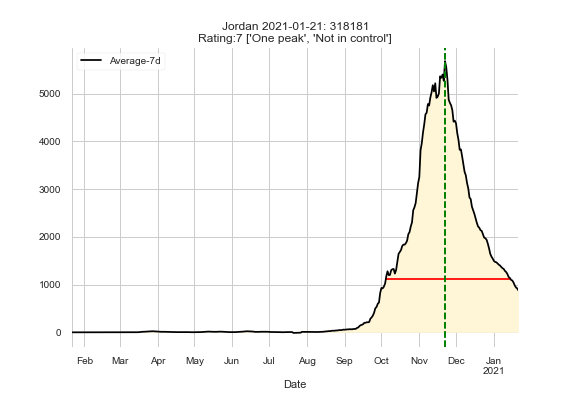 Jordan 2021-01-21: 318181
Rating:7 ['One peak', 'Not in control']
Average-7d
5000
4000
3000
2000
1000
0
Feb Mar Apr May Jun Jul Aug Sep Oct Nov Dec Jan
2021
Date